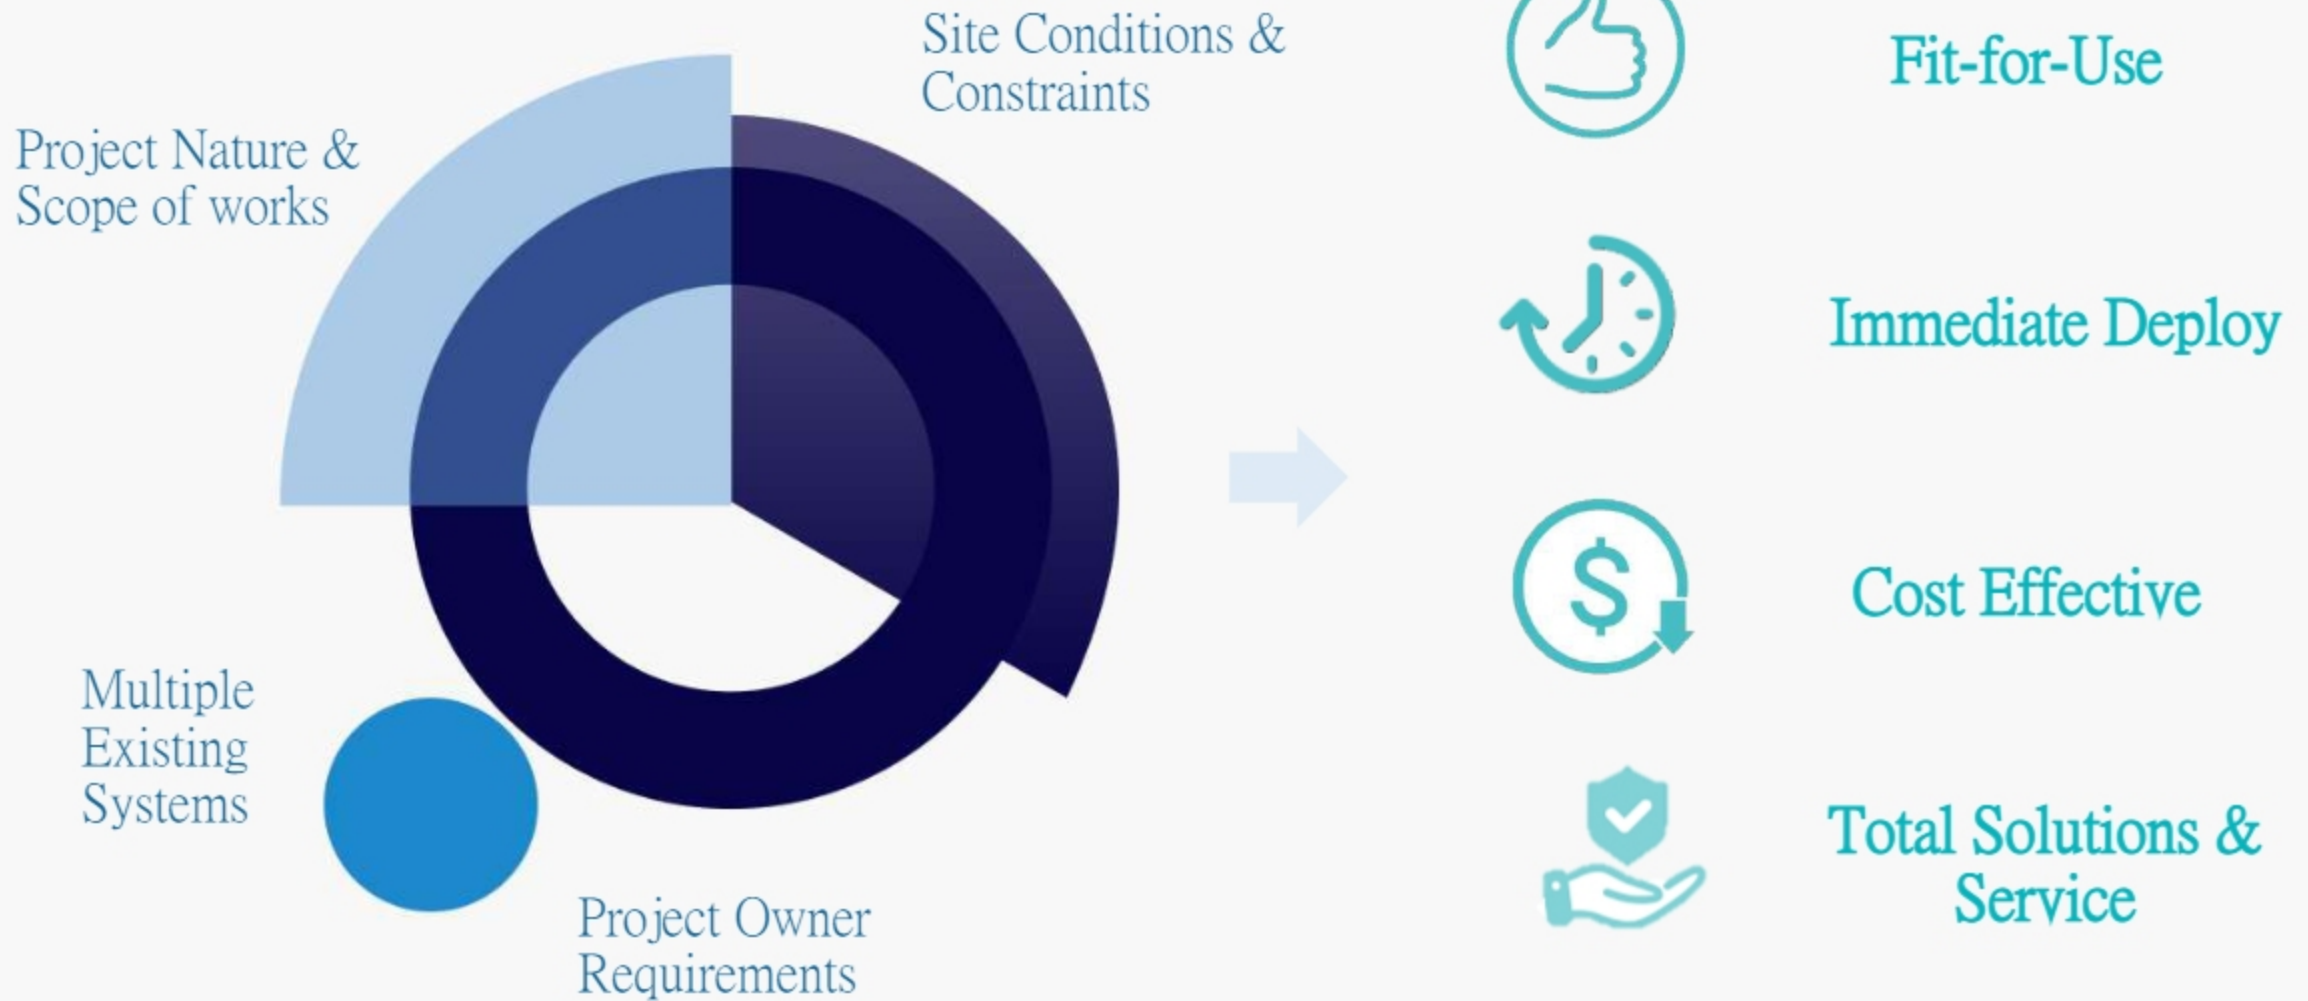 Site Conditions &
Constraints
Project Nature &
Scope of works
Multiple
Existing
Systems
Project Owner
Requirements
Fit-for-Use
Immediate Deploy
$
Cost Effective
Total Solutions &
Service